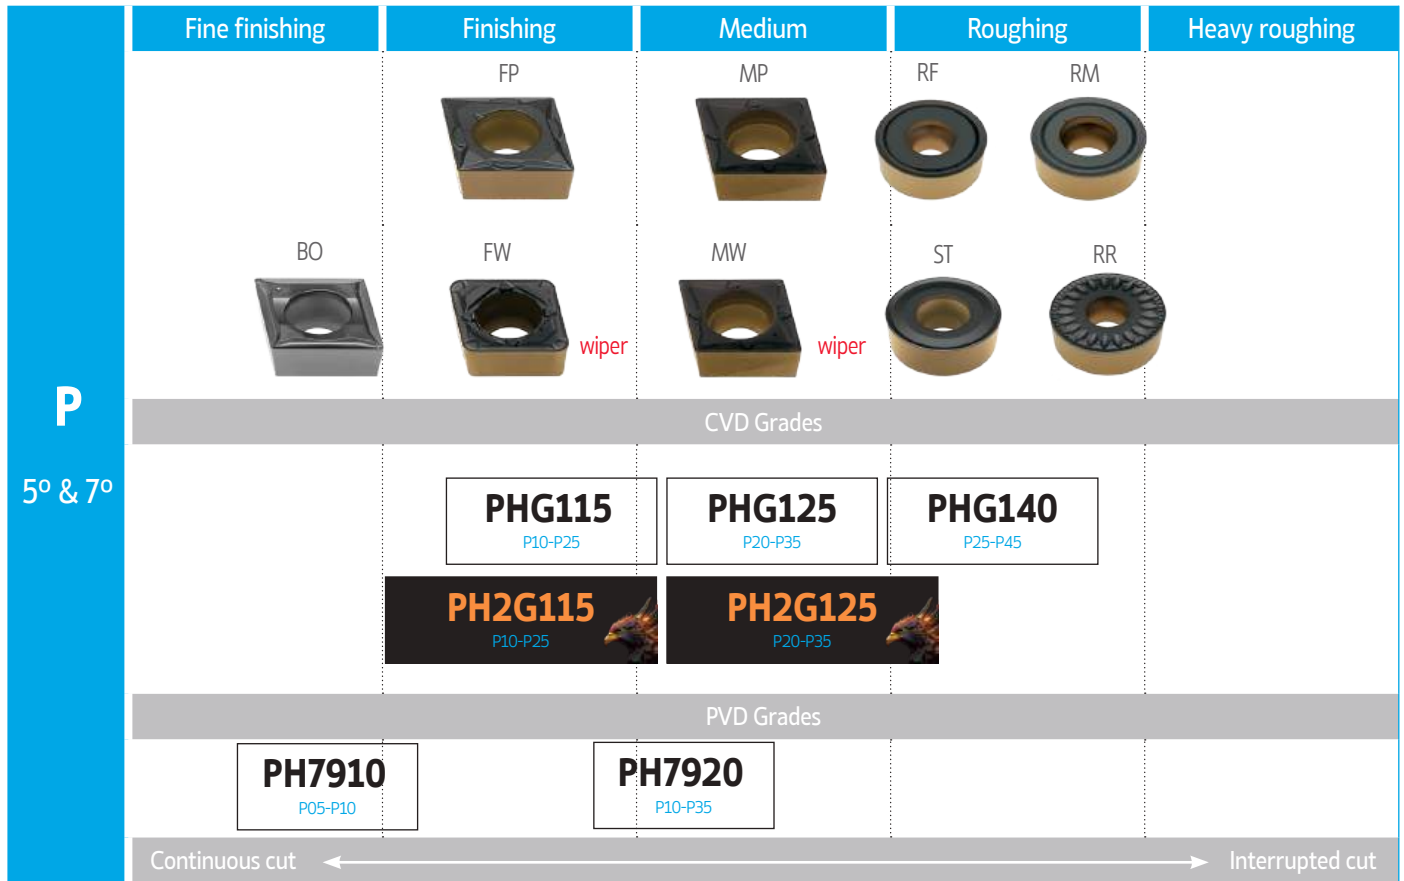 Fine finishing
Finishing
Medium
Roughing
Heavy roughing
FP
MP
RF
RM
BO
FW
MW
ST
RR
wiper
wiper
P
5º & 7º
CVD Grades
PHG115
P10-P25
PHG125
P20-P35
PHG140
P25-P45
PH2G115
P10-P25
PH2G125
P20-P35
PVD Grades
PH7910
P05-P10
PH7920
P10-P35
Continuous cut
Interrupted cut